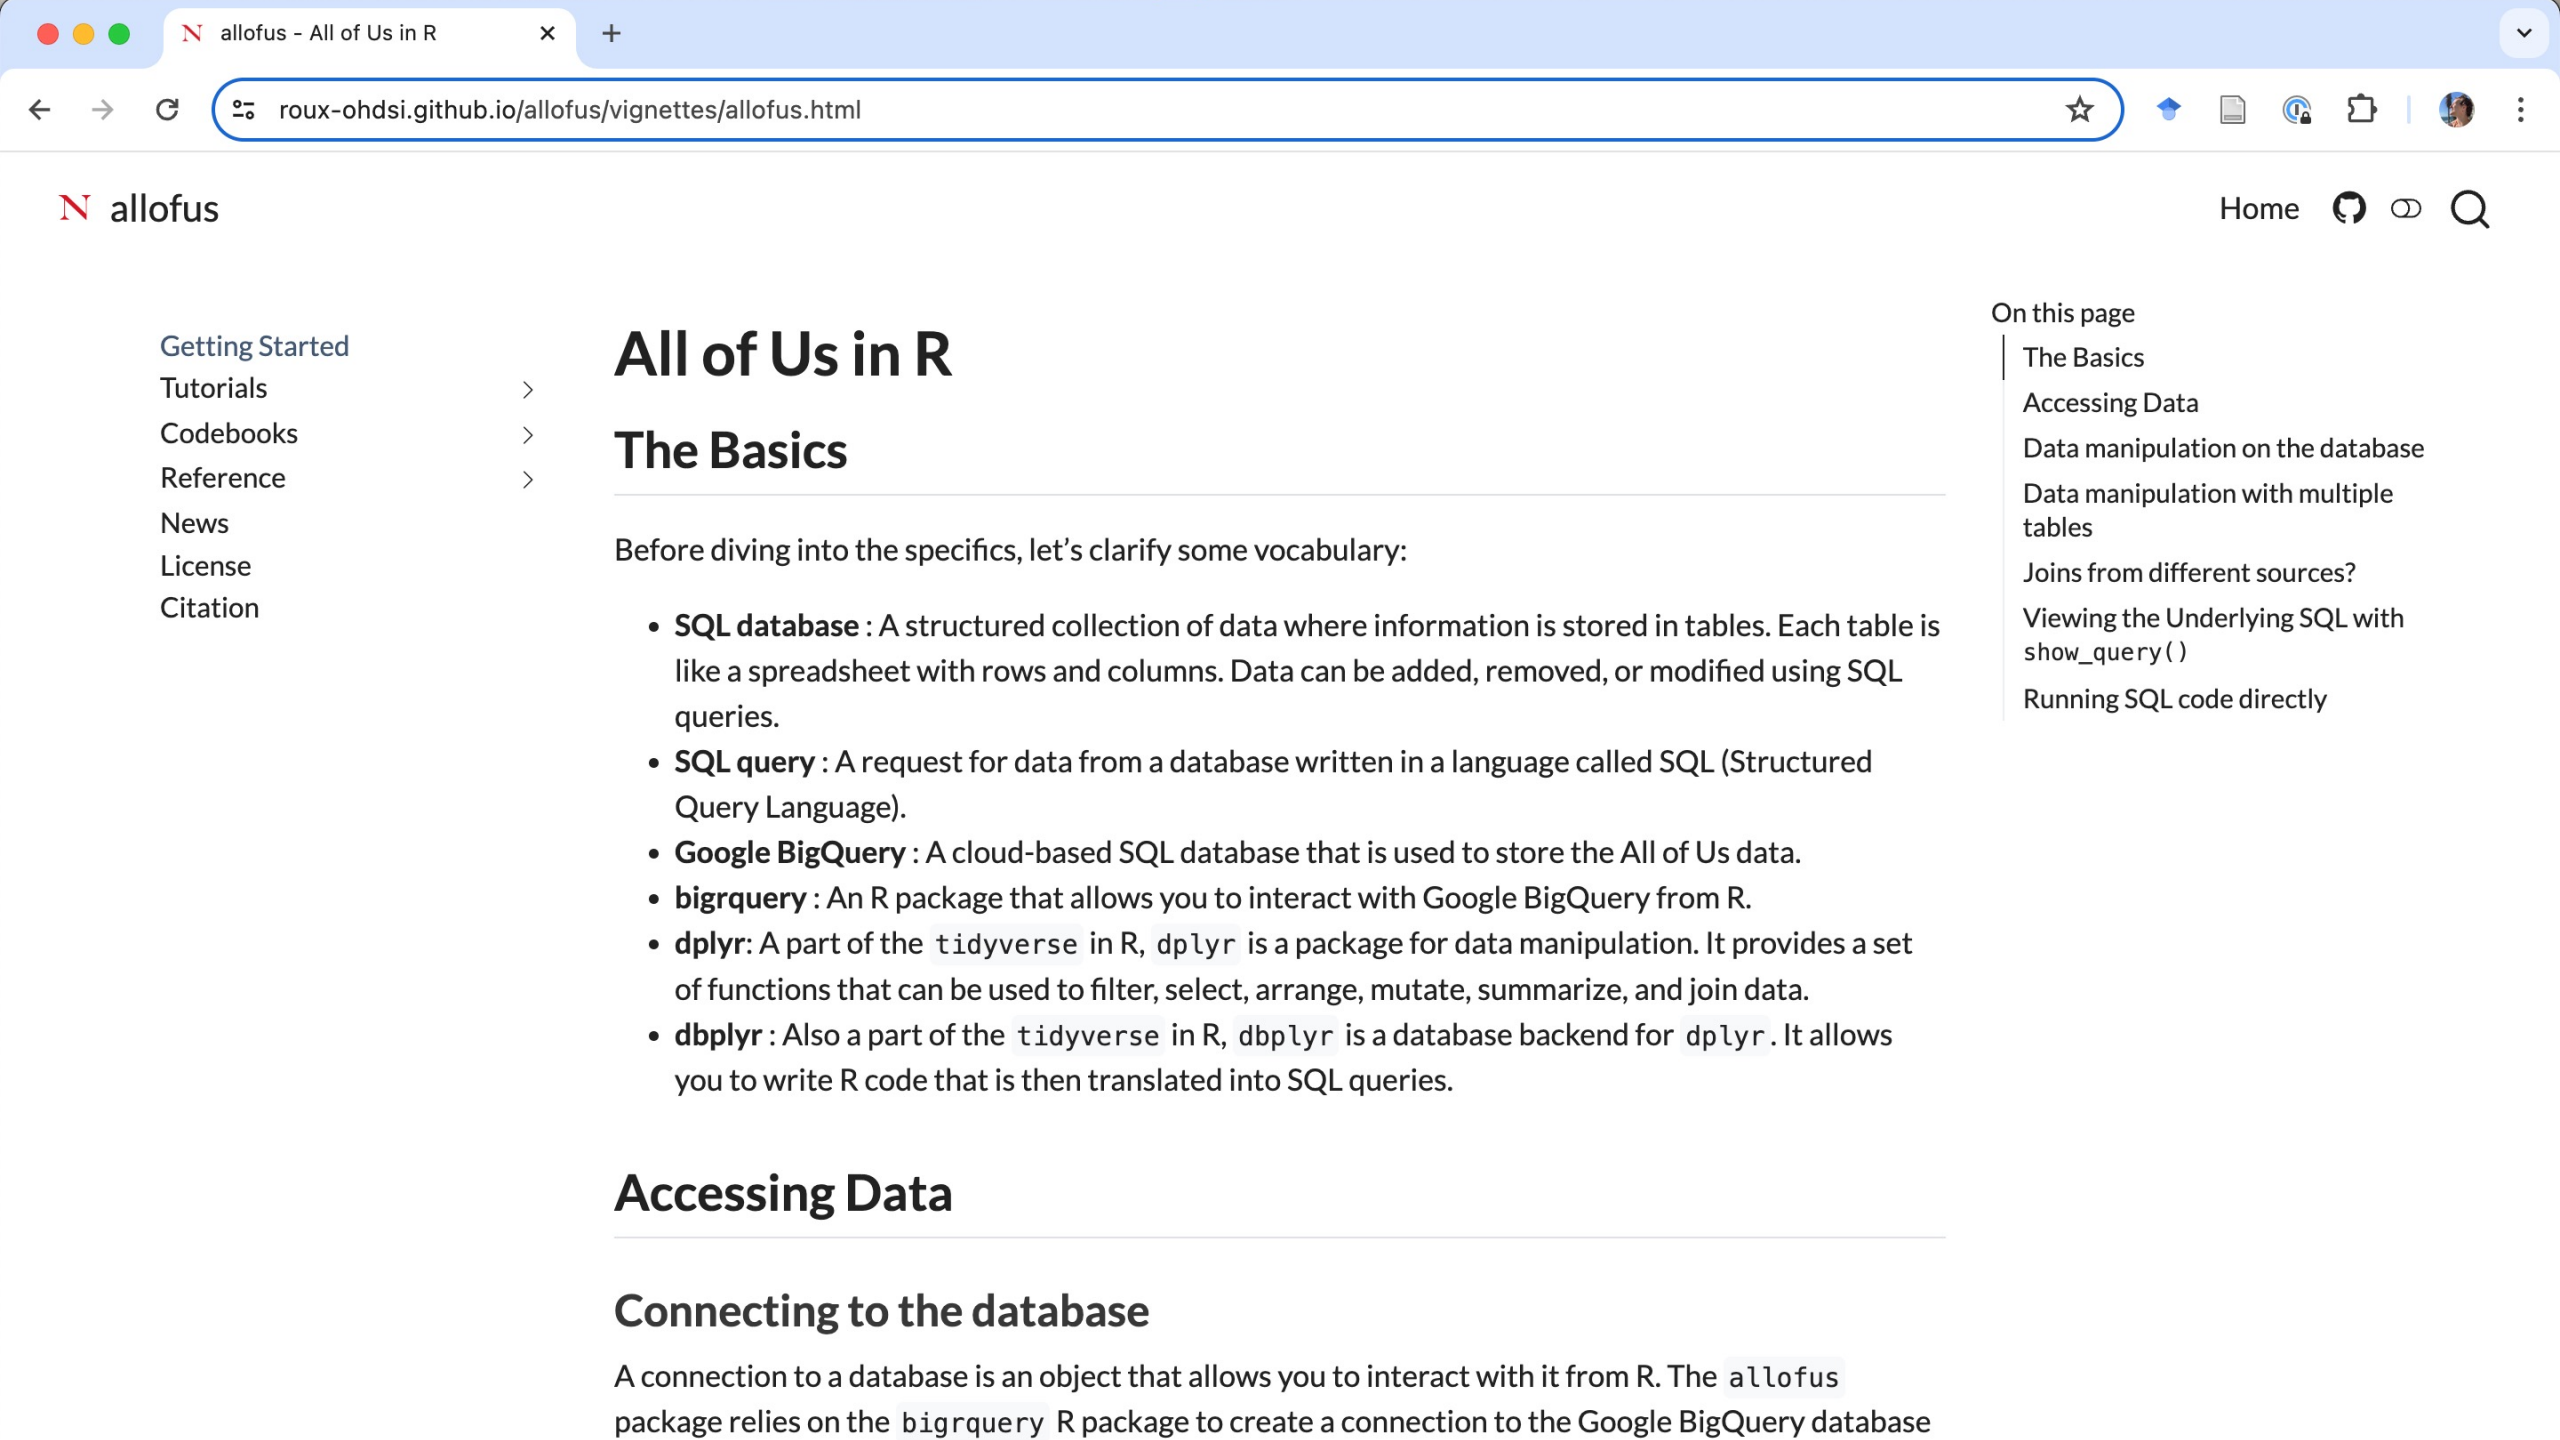 allofus - All of Us in R
roux-ohdsi.github.io/allofus/vignettes/allofus.html
N allofus
Home
Getting Started
Tutorials
Codebooks
Reference
News
License
Citation
All of Us in R
The Basics
Before diving into the specifics, let’s clarify some vocabulary:
• SQL database : A structured collection of data where information is stored in tables. Each table is
like a spreadsheet with rows and columns. Data can be added, removed, or modified using SQL
queries.
• SQL query : A request for data from a database written in a language called SQL (Structured
Query Language).
• Google BigQuery : A cloud-based SQL database that is used to store the All of Us data.
• bigrquery : An R package that allows you to interact with Google BigQuery from R.
• dplyr: A part of the tidyverse in R, dplyr is a package for data manipulation. It provides a set
of functions that can be used to filter, select, arrange, mutate, summarize, and join data.
• dbplyr : Also a part of the tidyverse in R, dbplyr is a database backend for dplyr. It allows
you to write R code that is then translated into SQL queries.
Accessing Data
Connecting to the database
A connection to a database is an object that allows you to interact with it from R. The allofus
package relies on the bigrquery R package to create a connection to the Google BigQuery database
On this page
The Basics
Accessing Data
Data manipulation on the database
Data manipulation with multiple
tables
Joins from different sources?
Viewing the Underlying SQL with
show_query()
Running SQL code directly